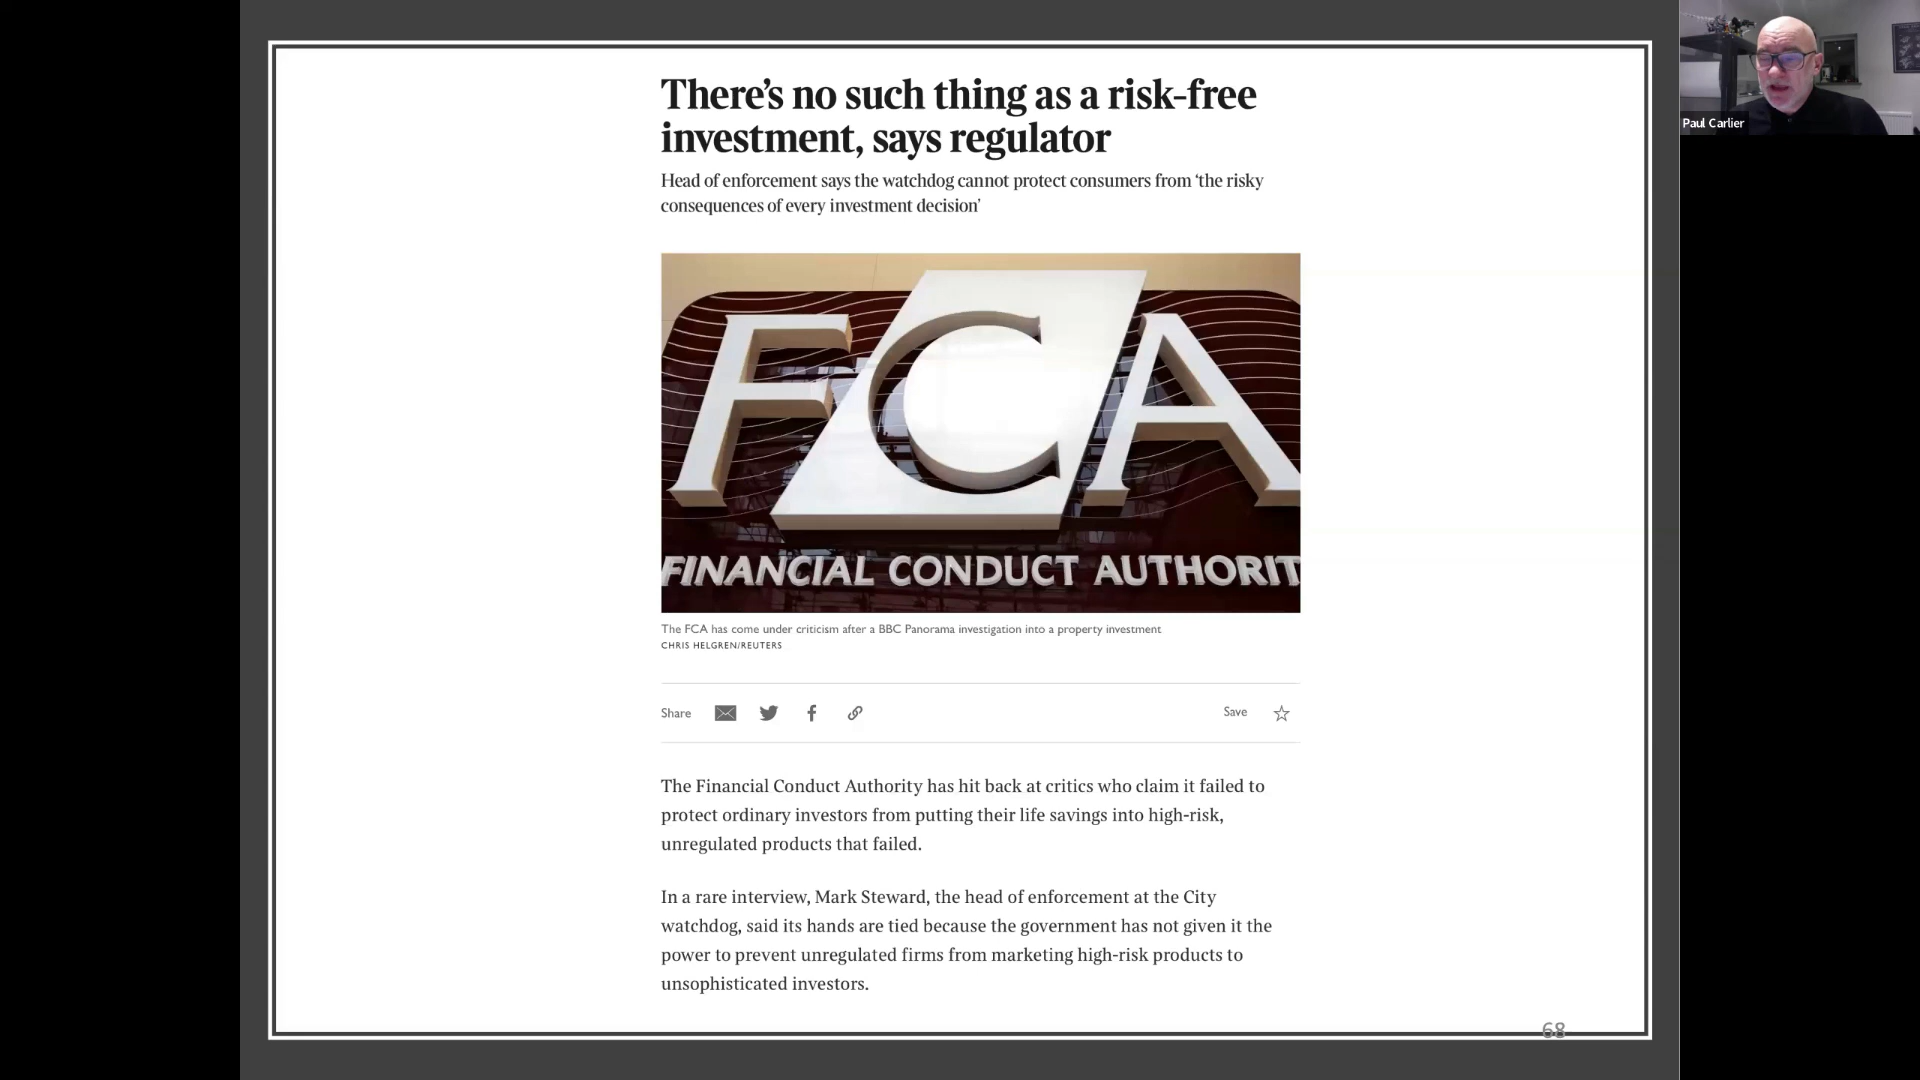 There's no such thing as a risk-free
investment, says regulator
Head of enforcement says the watchdog cannot protect consumers from ‘the risky
consequences of every investment decision’
FCA
FINANCIAL CONDUCT AUTHORIT
The FCA has come under criticism after a BBC Panorama investigation into a property investment
CHRIS HELGREN/REUTERS
Share
Save
The Financial Conduct Authority has hit back at critics who claim it failed to
protect ordinary investors from putting their life savings into high-risk,
unregulated products that failed.
In a rare interview, Mark Steward, the head of enforcement at the City
watchdog, said its hands are tied because the government has not given it the
power to prevent unregulated firms from marketing high-risk products to
unsophisticated investors.
68
Paul Carlier